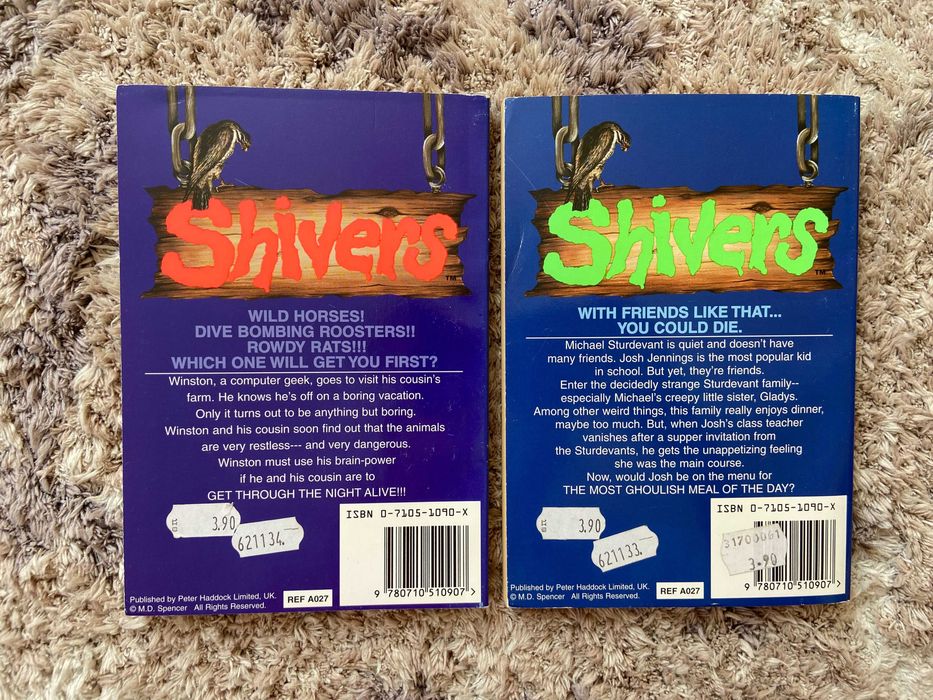 Shivers
TM
WILD HORSES!
DIVE BOMBING ROOSTERS!!
ROWDY RATS!!!
WHICH ONE WILL GET YOU FIRST?
Winston, a computer geek, goes to visit his cousin's
farm. He knows he's off on a boring vacation.
Only it turns out to be anything but boring.
Winston and his cousin soon find out that the animals
are very restless--- and very dangerous.
Winston must use his brain-power
if he and his cousin are to
GET THROUGH THE NIGHT ALIVE!!!
3.90
621134.
ISBN 0-7105-1090-X
9 780710 510907 >
Published by Peter Haddock Limited, UK.
© M.D. Spencer All Rights Reserved.
REF A027
Shivers
TM
WITH FRIENDS LIKE THAT...
YOU COULD DIE.
Michael Sturdevant is quiet and doesn't have
many friends. Josh Jennings is the most popular kid
in school. But yet, they're friends.
Enter the decidedly strange Sturdevant family--
especially Michael's creepy little sister, Gladys.
Among other weird things, this family really enjoys dinner,
maybe too much. But, when Josh's class teacher
vanishes after a supper invitation from
the Sturdevants, he gets the unappetizing feeling
she was the main course.
Now, would Josh be on the menu for
THE MOST GHOULISH MEAL OF THE DAY?
3.90
621133.
ISBN 0-7105-1090-X
3.90
9 780710 510907 >
Published by Peter Haddock Limited, UK.
© M.D. Spencer All Rights Reserved.
REF A027